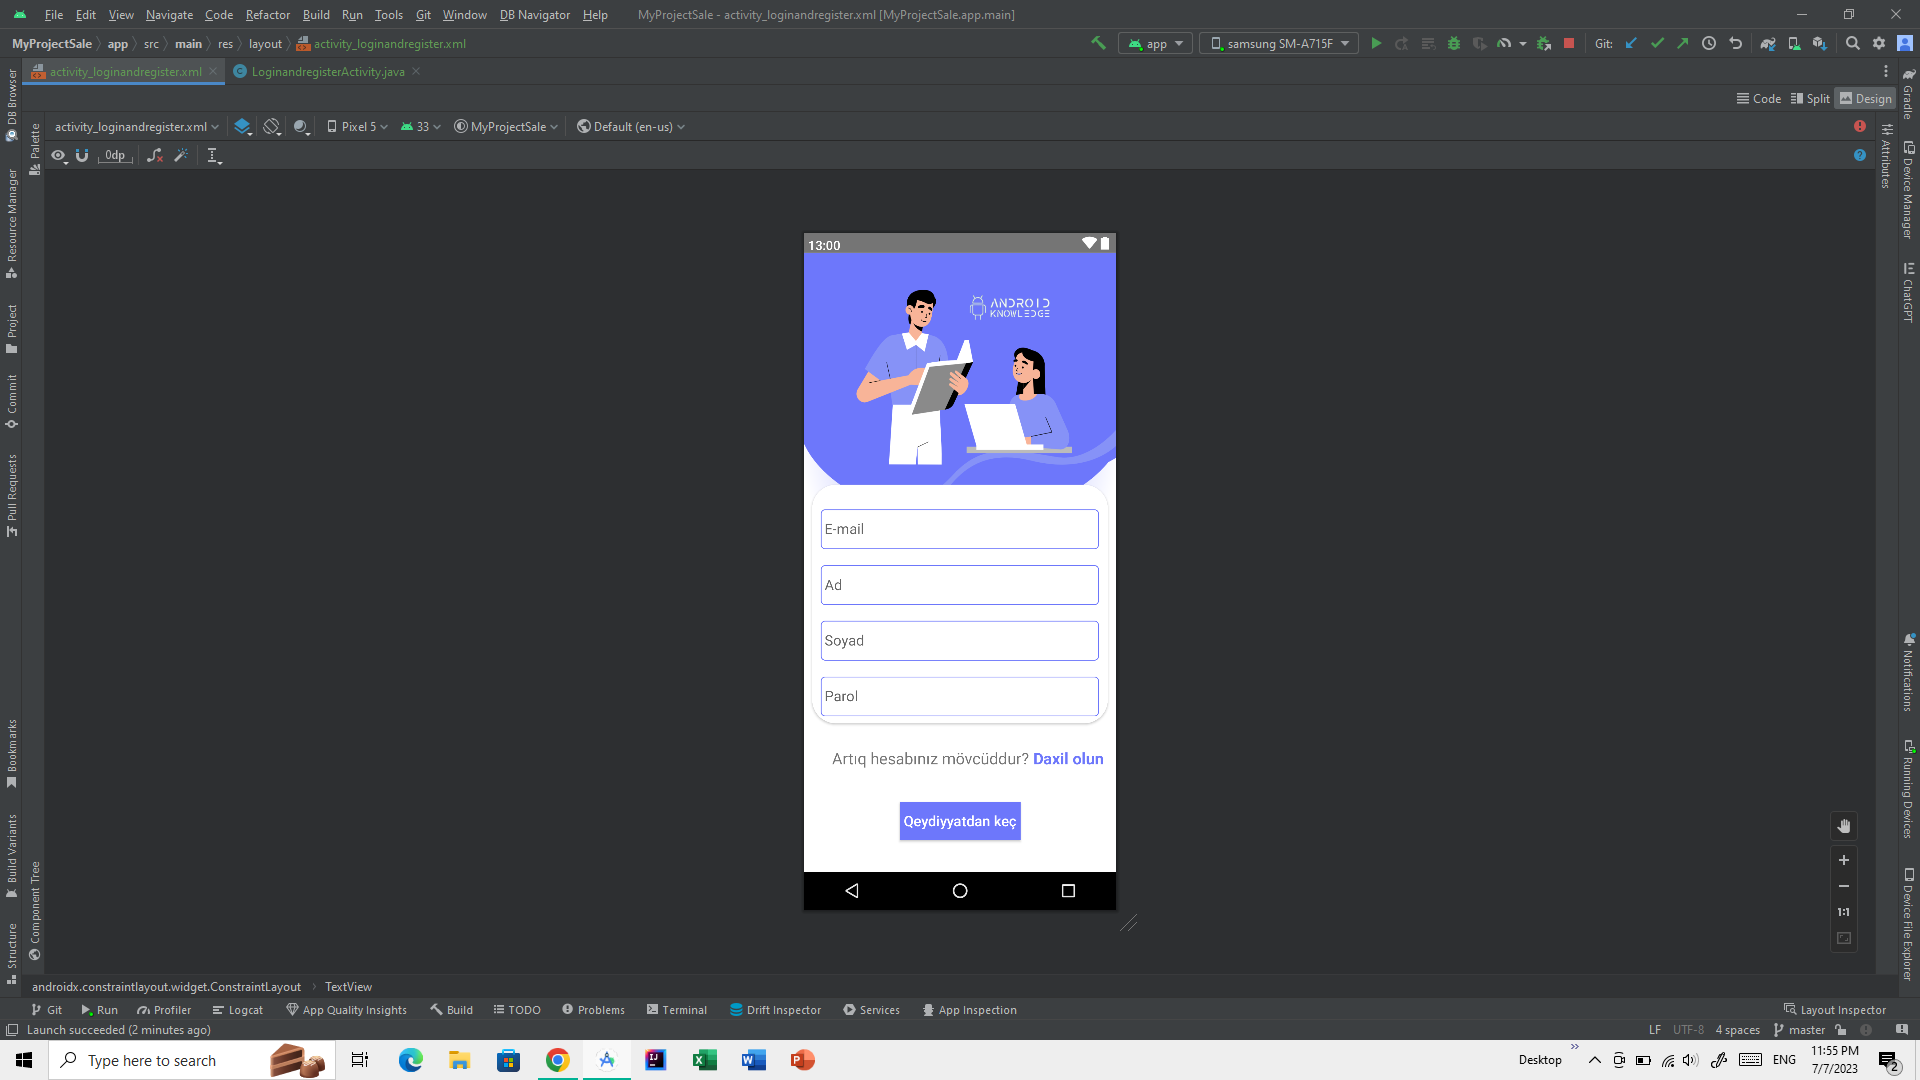 File Edit View Navigate Code Refactor Build Run Tools Git Window DB Navigator Help MyProjectSale - activity_loginandregister.xml [MyProjectSale.app.main]
MyProjectSale app src main res layout activity_loginandregister.xml app samsung SM-A715F Git:
activity_loginandregister.xml LoginandregisterActivity.java
Code Split Design
activity_loginandregister.xml Pixel 5 33 MyProjectSale Default (en-us)
0dp
DB Browser
Resource Manager
Project
Commit
Pull Requests
Bookmarks
Build Variants
Structure
Palette
Component Tree
13:00
ANDROID
KNOWLEDGE
E-mail
Ad
Soyad
Parol
Artıq hesabınız mövcüddur? Daxil olun
Qeydiyyatdan keç
Attributes
Gradle
Device Manager
ChatGPT
Notifications
Running Devices
Device File Explorer
1:1
androidx.constraintlayout.widget.ConstraintLayout TextView
Git Run Profiler Logcat App Quality Insights Build TODO Problems Terminal Drift Inspector Services App Inspection Layout Inspector
Launch succeeded (2 minutes ago) LF UTF-8 4 spaces master
Type here to search Desktop ENG 11:55 PM
7/7/2023 2